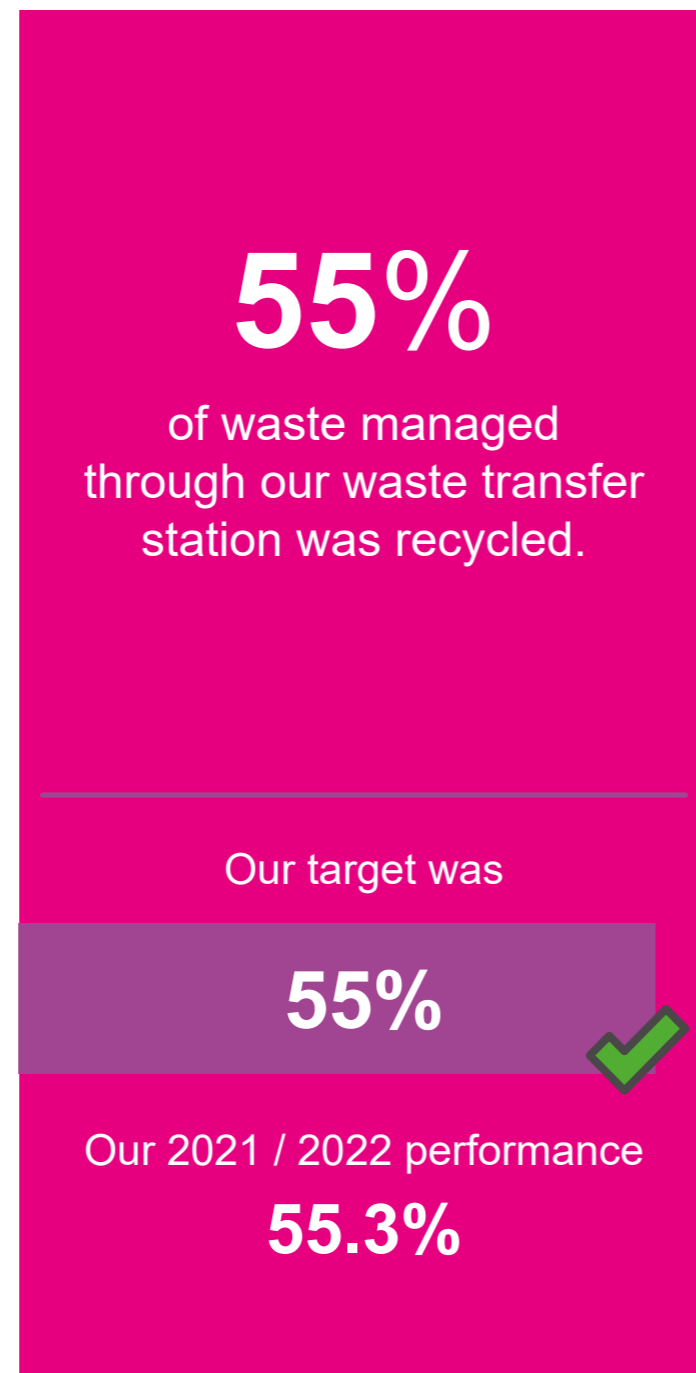 55%
of waste managed
through our waste transfer
station was recycled.
Our target was
55%
Our 2021 / 2022 performance
55.3%